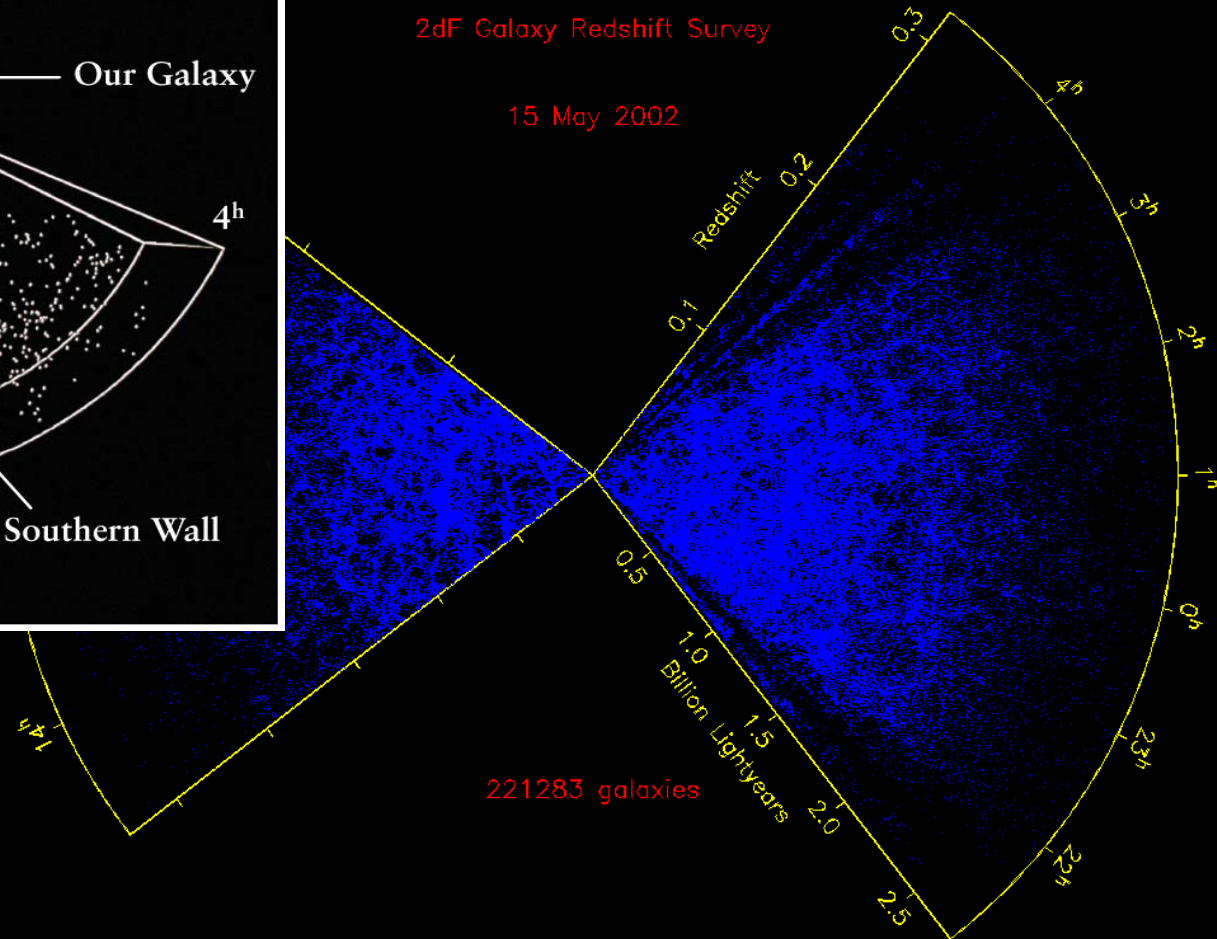 2dF Galaxy Redshift Survey
15 May 2002
Our Galaxy
4ʰ
Southern Wall
Redshift
0.3
0.2
0.1
4ʰ
3ʰ
2ʰ
1ʰ
0ʰ
23ʰ
22ʰ
0.5
1.0
1.5
2.0
2.5
Billion Lightyears
14ʰ
221283 galaxies